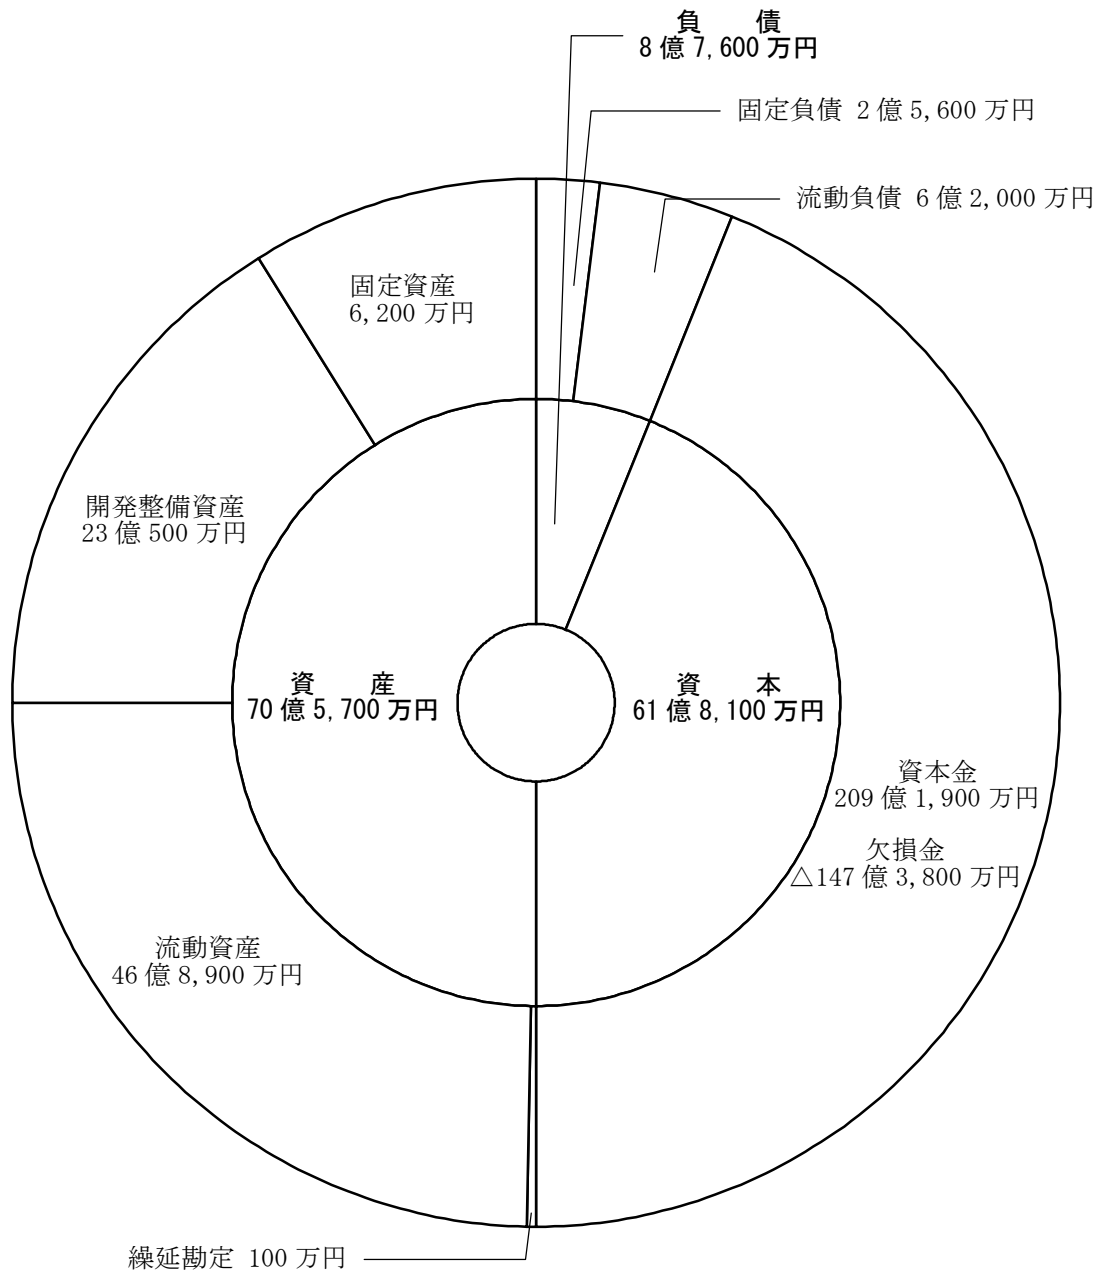 負債
8億7,600万円
固定負債 2億5,600万円
流動負債 6億2,000万円
固定資産
6,200万円
開発整備資産
23億500万円
資産
70億5,700万円
資本
61億8,100万円
資本金
209億1,900万円
欠損金
△147億3,800万円
流動資産
46億8,900万円
繰延勘定 100万円